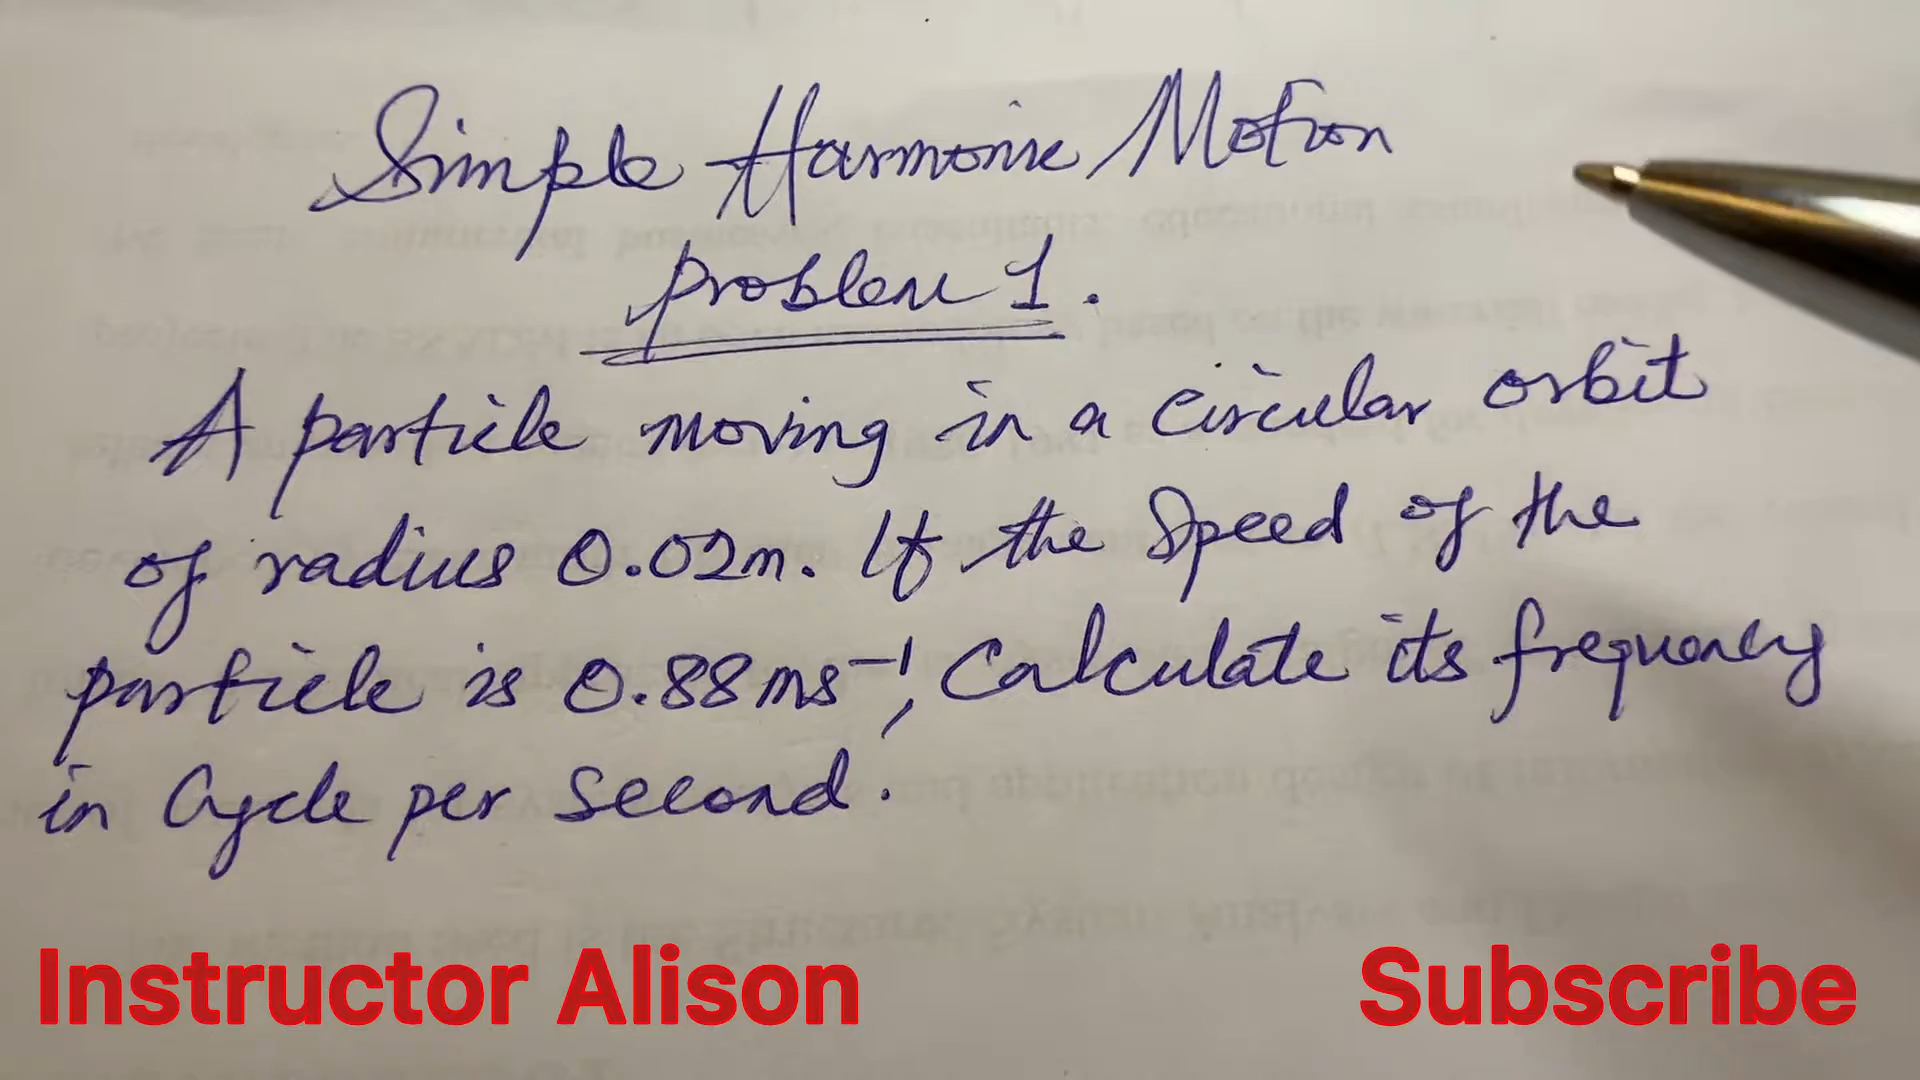 Simple Harmonic Motion
Problem 1.
A particle moving in a circular orbit
of radius 0.02m. If the speed of the
particle is 0.88ms⁻¹, Calculate its frequency
in Cycle per Second.
Instructor Alison
Subscribe